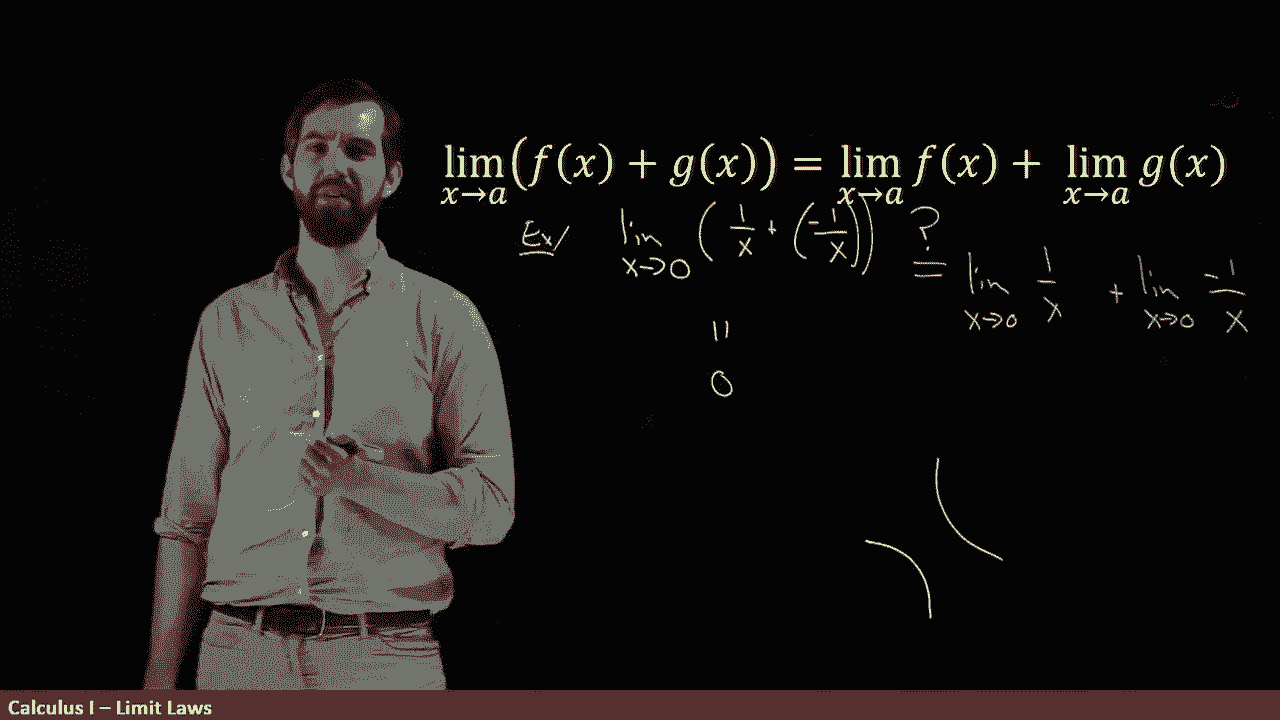 lim x→a (f(x) + g(x)) = lim x→a f(x) + lim x→a g(x)
Ex/ lim x→0 (1/x + (-1/x)) ?= lim x→0 1/x + lim x→0 -1/x
=
0
Calculus I – Limit Laws